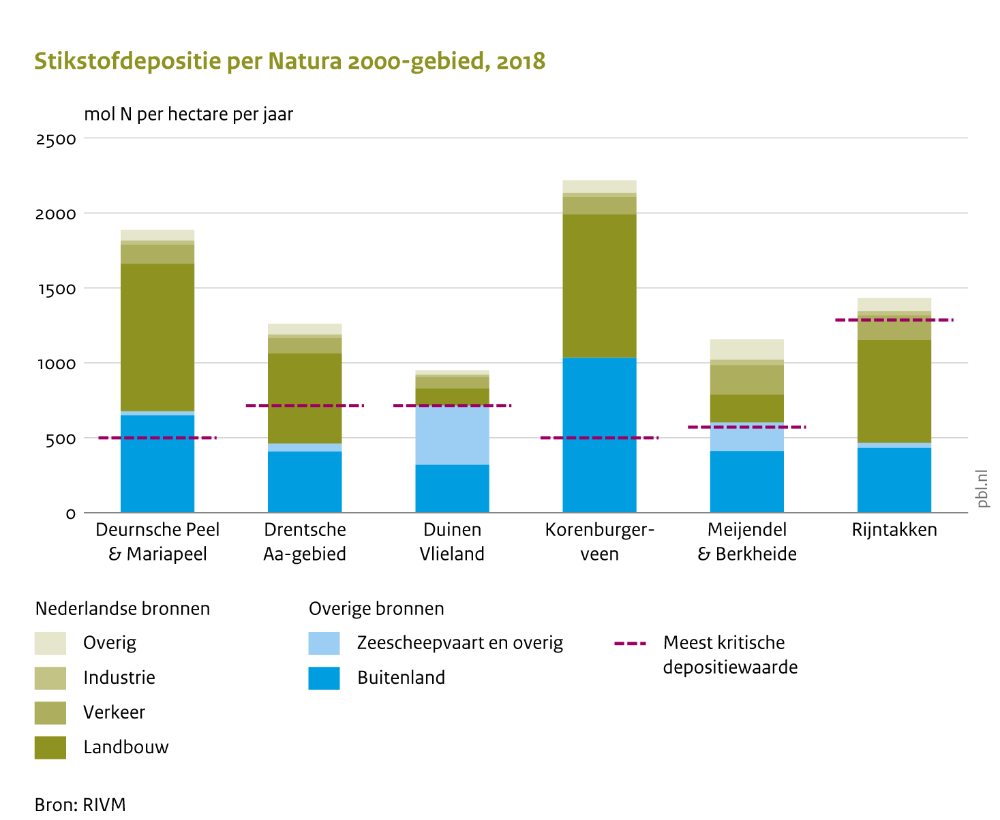 Stikstofdepositie per Natura 2000-gebied, 2018
mol N per hectare per jaar
2500
2000
1500
1000
500
0
Deurnsche Peel
& Mariapeel
Drentsche
Aa-gebied
Duinen
Vlieland
Korenburger-
veen
Meijendel
& Berkheide
Rijntakken
pbl.nl
Nederlandse bronnen
Overig
Industrie
Verkeer
Landbouw
Overige bronnen
Zeescheepvaart en overig
Buitenland
Meest kritische
depositiewaarde
Bron: RIVM